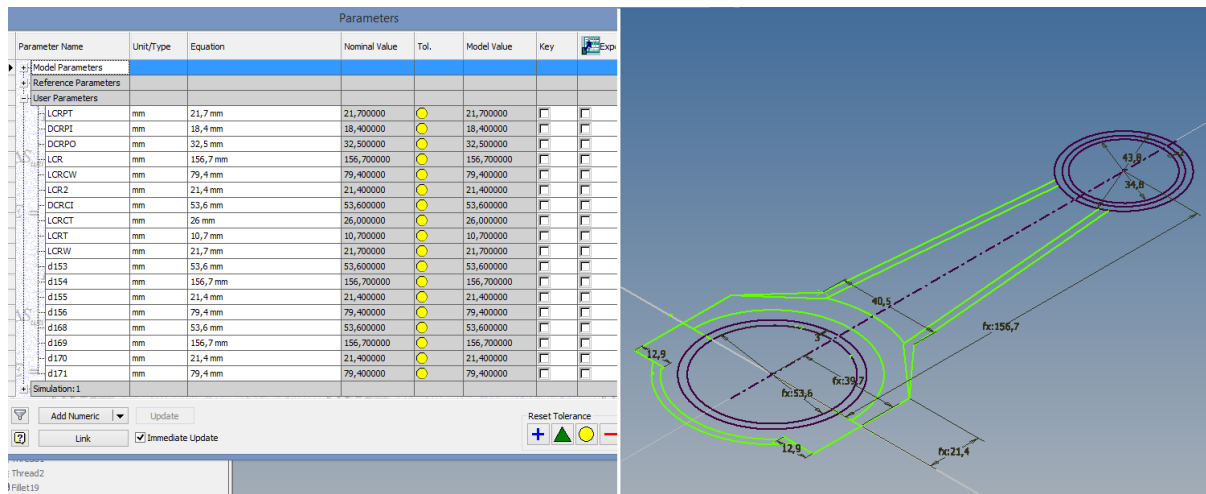 Parameters
Parameter Name Unit/Type Equation Nominal Value Tol. Model Value Key Expo
Model Parameters
Reference Parameters
User Parameters
LCRPT mm 21,7 mm 21,700000 21,700000
DCRPI mm 18,4 mm 18,400000 18,400000
DCRPO mm 32,5 mm 32,500000 32,500000
LCR mm 156,7 mm 156,700000 156,700000
LCRCW mm 79,4 mm 79,400000 79,400000
LCR2 mm 21,4 mm 21,400000 21,400000
DCRCI mm 53,6 mm 53,600000 53,600000
LCRCT mm 26 mm 26,000000 26,000000
LCRT mm 10,7 mm 10,700000 10,700000
LCRW mm 21,7 mm 21,700000 21,700000
d153 mm 53,6 mm 53,600000 53,600000
d154 mm 156,7 mm 156,700000 156,700000
d155 mm 21,4 mm 21,400000 21,400000
d156 mm 79,4 mm 79,400000 79,400000
d168 mm 53,6 mm 53,600000 53,600000
d169 mm 156,7 mm 156,700000 156,700000
d170 mm 21,4 mm 21,400000 21,400000
d171 mm 79,4 mm 79,400000 79,400000
Simulation:1
Add Numeric Update Reset Tolerance
Link Immediate Update
Thread2
Fillet19
43,8
34,8
40,5
fx:156,7
3
12,9
fx:39,7
fx:53,6
12,9
fx:21,4